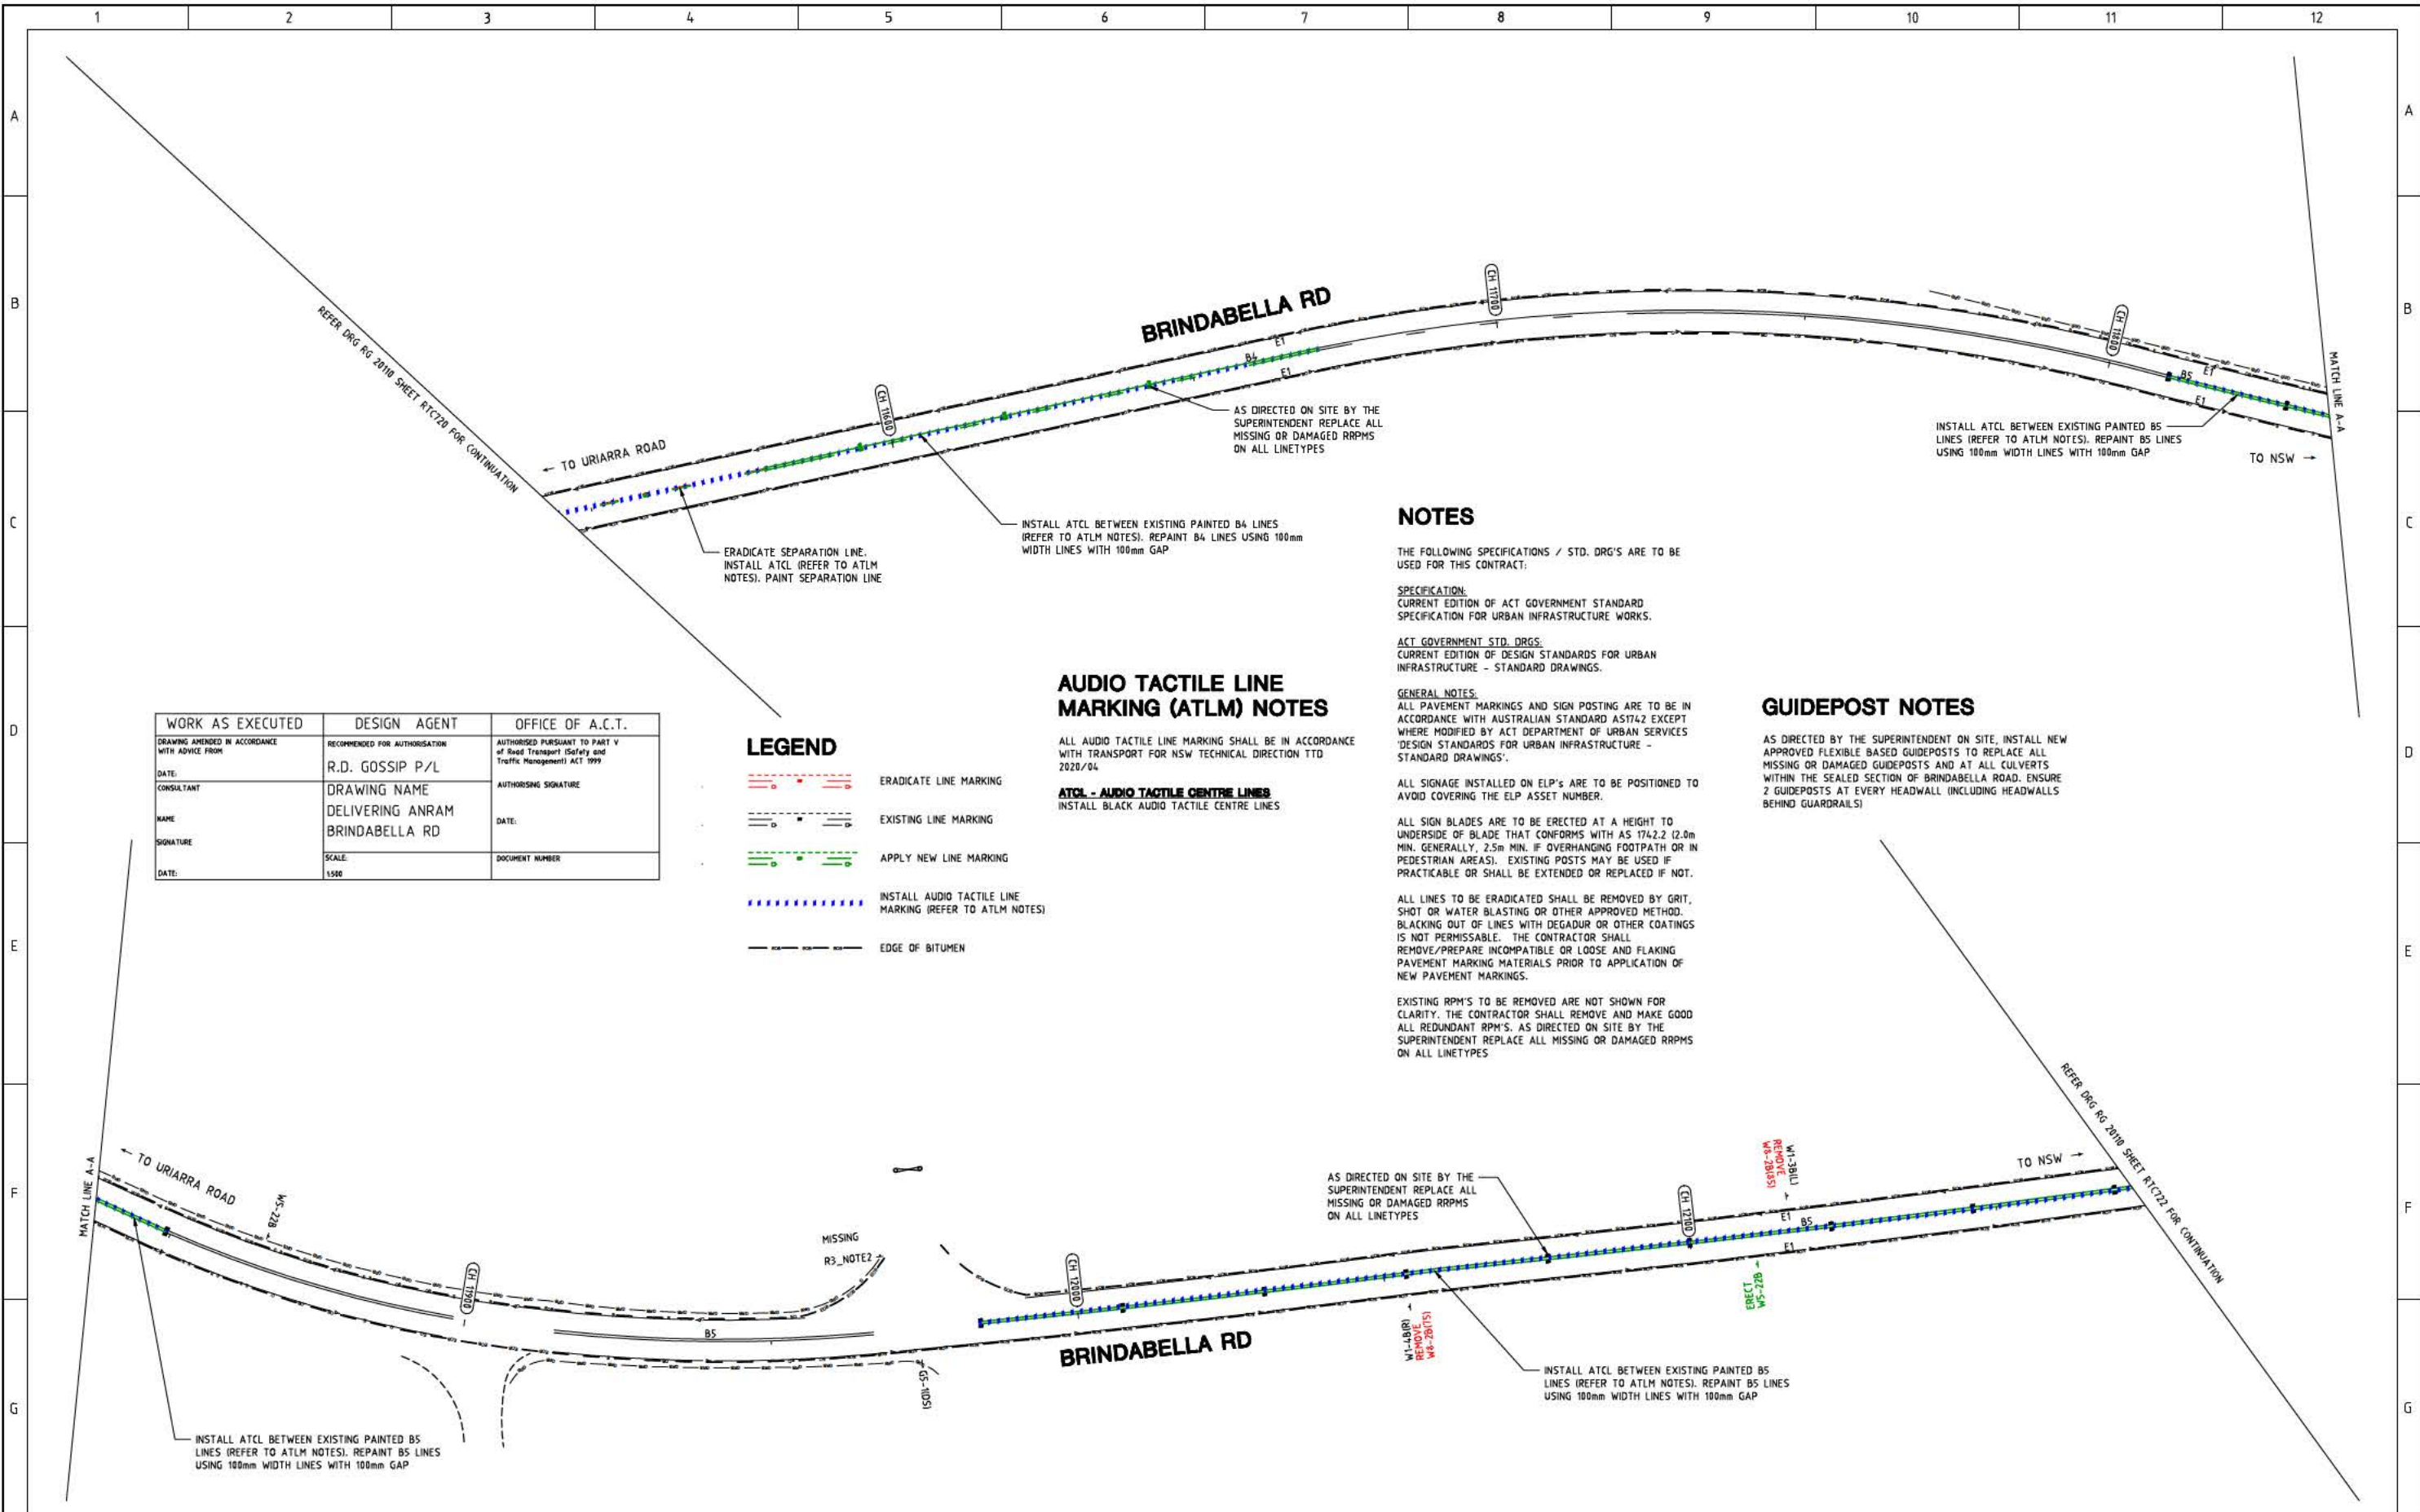 1 2 3 4 5 6 7 8 9 10 11 12
A
B
C
D
E
F
G
A
B
C
D
E
F
G
REFER DRG RG 20110 SHEET RTC720 FOR CONTINUATION
← TO URIARRA ROAD
CH 11600
BRINDABELLA RD
B4
E1
E1
CH 11700
CH 11800
B5
E1
E1
MATCH LINE A-A
TO NSW →
AS DIRECTED ON SITE BY THE
SUPERINTENDENT REPLACE ALL
MISSING OR DAMAGED RRPMS
ON ALL LINETYPES
INSTALL ATCL BETWEEN EXISTING PAINTED B5
LINES (REFER TO ATLM NOTES). REPAINT B5 LINES
USING 100mm WIDTH LINES WITH 100mm GAP
INSTALL ATCL BETWEEN EXISTING PAINTED B4 LINES
(REFER TO ATLM NOTES). REPAINT B4 LINES USING 100mm
WIDTH LINES WITH 100mm GAP
ERADICATE SEPARATION LINE.
INSTALL ATCL (REFER TO ATLM
NOTES). PAINT SEPARATION LINE
WORK AS EXECUTED
DRAWING AMENDED IN ACCORDANCE
WITH ADVICE FROM
DATE:
CONSULTANT
NAME
SIGNATURE
DATE:
DESIGN AGENT
RECOMMENDED FOR AUTHORISATION
R.D. GOSSIP P/L
DRAWING NAME
DELIVERING ANRAM
BRINDABELLA RD
SCALE:
1:500
OFFICE OF A.C.T.
AUTHORISED PURSUANT TO PART V
of Road Transport (Safety and
Traffic Management) ACT 1999
AUTHORISING SIGNATURE
DATE:
DOCUMENT NUMBER
LEGEND
ERADICATE LINE MARKING
EXISTING LINE MARKING
APPLY NEW LINE MARKING
INSTALL AUDIO TACTILE LINE
MARKING (REFER TO ATLM NOTES)
EDGE OF BITUMEN
AUDIO TACTILE LINE
MARKING (ATLM) NOTES
ALL AUDIO TACTILE LINE MARKING SHALL BE IN ACCORDANCE
WITH TRANSPORT FOR NSW TECHNICAL DIRECTION TTD
2020/04
ATCL - AUDIO TACTILE CENTRE LINES
INSTALL BLACK AUDIO TACTILE CENTRE LINES
NOTES
THE FOLLOWING SPECIFICATIONS / STD. DRG'S ARE TO BE
USED FOR THIS CONTRACT:
SPECIFICATION:
CURRENT EDITION OF ACT GOVERNMENT STANDARD
SPECIFICATION FOR URBAN INFRASTRUCTURE WORKS.
ACT GOVERNMENT STD. DRGS:
CURRENT EDITION OF DESIGN STANDARDS FOR URBAN
INFRASTRUCTURE - STANDARD DRAWINGS.
GENERAL NOTES:
ALL PAVEMENT MARKINGS AND SIGN POSTING ARE TO BE IN
ACCORDANCE WITH AUSTRALIAN STANDARD AS1742 EXCEPT
WHERE MODIFIED BY ACT DEPARTMENT OF URBAN SERVICES
'DESIGN STANDARDS FOR URBAN INFRASTRUCTURE -
STANDARD DRAWINGS'.
ALL SIGNAGE INSTALLED ON ELP's ARE TO BE POSITIONED TO
AVOID COVERING THE ELP ASSET NUMBER.
ALL SIGN BLADES ARE TO BE ERECTED AT A HEIGHT TO
UNDERSIDE OF BLADE THAT CONFORMS WITH AS 1742.2 (2.0m
MIN. GENERALLY, 2.5m MIN. IF OVERHANGING FOOTPATH OR IN
PEDESTRIAN AREAS). EXISTING POSTS MAY BE USED IF
PRACTICABLE OR SHALL BE EXTENDED OR REPLACED IF NOT.
ALL LINES TO BE ERADICATED SHALL BE REMOVED BY GRIT,
SHOT OR WATER BLASTING OR OTHER APPROVED METHOD.
BLACKING OUT OF LINES WITH DEGADUR OR OTHER COATINGS
IS NOT PERMISSABLE. THE CONTRACTOR SHALL
REMOVE/PREPARE INCOMPATIBLE OR LOOSE AND FLAKING
PAVEMENT MARKING MATERIALS PRIOR TO APPLICATION OF
NEW PAVEMENT MARKINGS.
EXISTING RPM'S TO BE REMOVED ARE NOT SHOWN FOR
CLARITY. THE CONTRACTOR SHALL REMOVE AND MAKE GOOD
ALL REDUNDANT RPM'S. AS DIRECTED ON SITE BY THE
SUPERINTENDENT REPLACE ALL MISSING OR DAMAGED RRPMS
ON ALL LINETYPES
GUIDEPOST NOTES
AS DIRECTED BY THE SUPERINTENDENT ON SITE, INSTALL NEW
APPROVED FLEXIBLE BASED GUIDEPOSTS TO REPLACE ALL
MISSING OR DAMAGED GUIDEPOSTS AND AT ALL CULVERTS
WITHIN THE SEALED SECTION OF BRINDABELLA ROAD. ENSURE
2 GUIDEPOSTS AT EVERY HEADWALL (INCLUDING HEADWALLS
BEHIND GUARDRAILS)
MATCH LINE A-A
← TO URIARRA ROAD
W5-22B
CH 11900
B5
MISSING
R3_NOTE2
G5-1(DS)
CH 12000
BRINDABELLA RD
AS DIRECTED ON SITE BY THE
SUPERINTENDENT REPLACE ALL
MISSING OR DAMAGED RRPMS
ON ALL LINETYPES
W1-4B(R)
REMOVE
W8-2B(75)
CH 12100
W1-3B(L)
REMOVE
W8-2B(85)
E1
B5
E1
ERECT
W5-22B
TO NSW →
REFER DRG RG 20110 SHEET RTC722 FOR CONTINUATION
INSTALL ATCL BETWEEN EXISTING PAINTED B5
LINES (REFER TO ATLM NOTES). REPAINT B5 LINES
USING 100mm WIDTH LINES WITH 100mm GAP
INSTALL ATCL BETWEEN EXISTING PAINTED B5
LINES (REFER TO ATLM NOTES). REPAINT B5 LINES
USING 100mm WIDTH LINES WITH 100mm GAP